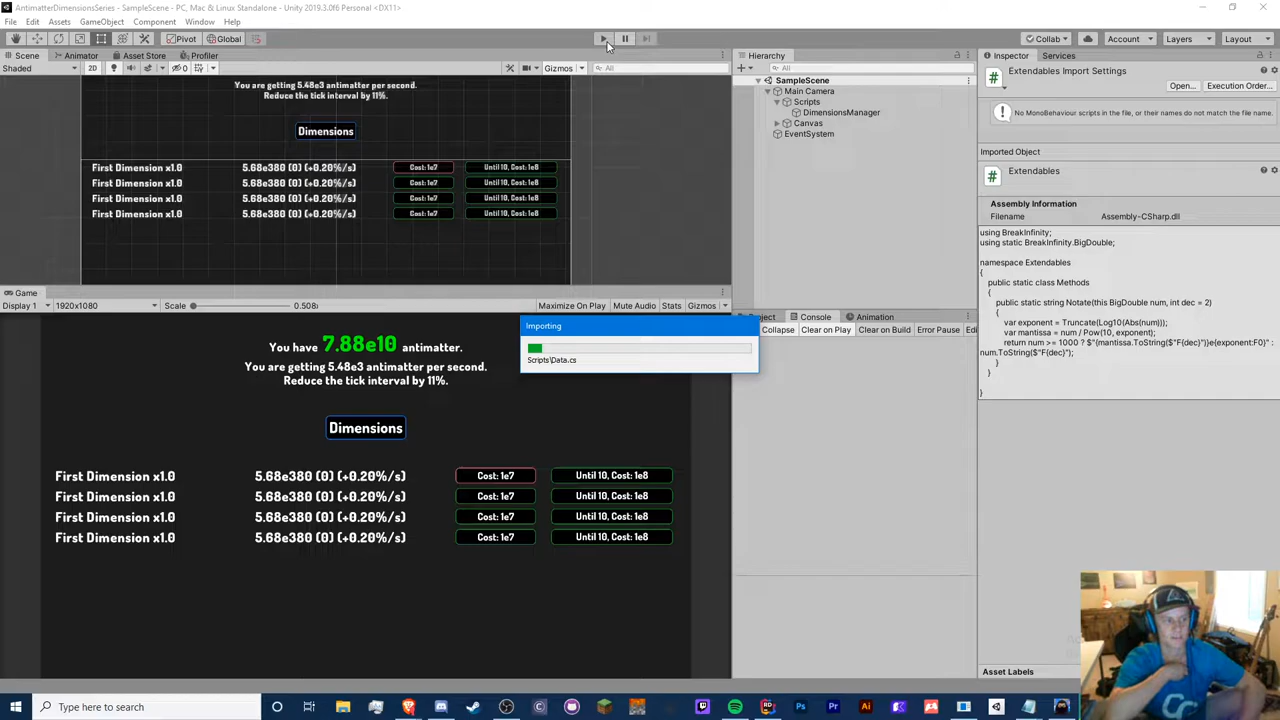 AntimatterDimensionsSeries - SampleScene - PC, Mac & Linux Standalone - Unity 2019.3.0f6 Personal <DX11>
File Edit Assets GameObject Component Window Help
Pivot Global Collab Account Layers Layout
Scene Animator Asset Store Profiler
Shaded 2D 0 Gizmos All
You are getting 5.48e3 antimatter per second.
Reduce the tick interval by 11%.
Dimensions
First Dimension x1.0 5.68e380 (0) (+0.20%/s) Cost: 1e7 Until 10, Cost: 1e8
First Dimension x1.0 5.68e380 (0) (+0.20%/s) Cost: 1e7 Until 10, Cost: 1e8
First Dimension x1.0 5.68e380 (0) (+0.20%/s) Cost: 1e7 Until 10, Cost: 1e8
First Dimension x1.0 5.68e380 (0) (+0.20%/s) Cost: 1e7 Until 10, Cost: 1e8
Game
Display 1 1920x1080 Scale 0.508 Maximize On Play Mute Audio Stats Gizmos
You have 7.88e10 antimatter.
You are getting 5.48e3 antimatter per second.
Reduce the tick interval by 11%.
Dimensions
First Dimension x1.0 5.68e380 (0) (+0.20%/s) Cost: 1e7 Until 10, Cost: 1e8
First Dimension x1.0 5.68e380 (0) (+0.20%/s) Cost: 1e7 Until 10, Cost: 1e8
First Dimension x1.0 5.68e380 (0) (+0.20%/s) Cost: 1e7 Until 10, Cost: 1e8
First Dimension x1.0 5.68e380 (0) (+0.20%/s) Cost: 1e7 Until 10, Cost: 1e8
Importing
Scripts\Data.cs
Hierarchy
All
SampleScene
Main Camera
Scripts
DimensionsManager
Canvas
EventSystem
Console Animation
Collapse Clear on Play Clear on Build Error Pause
Inspector Services
Extendables Import Settings
Open... Execution Order...
No MonoBehaviour scripts in the file, or their names do not match the file name.
Imported Object
Extendables
Assembly Information
Filename Assembly-CSharp.dll
using BreakInfinity;
using static BreakInfinity.BigDouble;
namespace Extendables
{
public static class Methods
{
public static string Notate(this BigDouble num, int dec = 2)
{
var exponent = Truncate(Log10(Abs(num)));
var mantissa = num / Pow(10, exponent);
return num >= 1000 ? $"{mantissa.ToString($"F{dec}")}e{exponent:F0}" :
num.ToString($"F{dec}");
}
}
}
Asset Labels
Type here to search